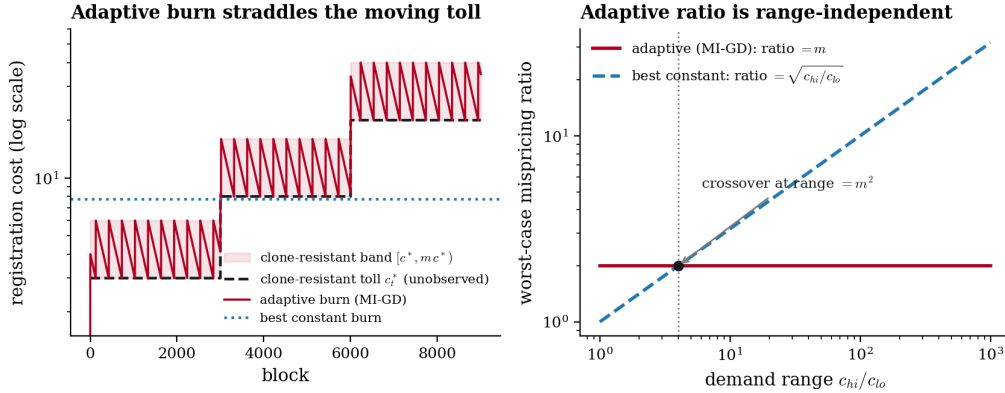 Adaptive burn straddles the moving toll
registration cost (log scale)
10¹
clone-resistant band [c*, m c*)
clone-resistant toll cₜ* (unobserved)
adaptive burn (MI-GD)
best constant burn
0 2000 4000 6000 8000
block
Adaptive ratio is range-independent
worst-case mispricing ratio
adaptive (MI-GD): ratio = m
best constant: ratio = √c_hi/c_lo
crossover at range = m²
10¹
10⁰
10⁰ 10¹ 10² 10³
demand range c_hi/c_lo